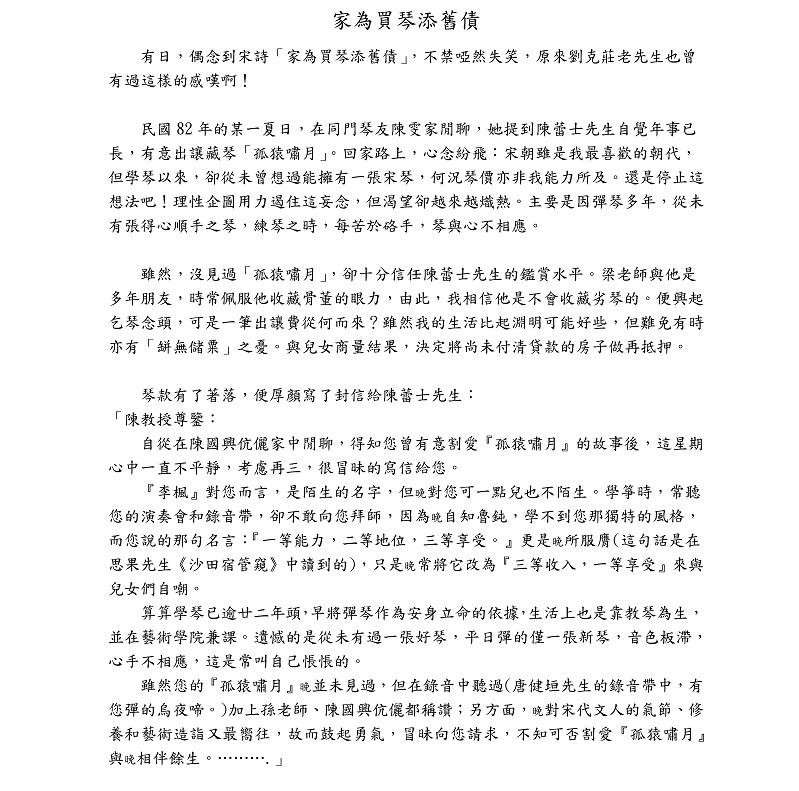 家為買琴添舊債
有日，偶念到宋詩「家為買琴添舊債」，不禁啞然失笑，原來劉克莊老先生也曾
有過這樣的感嘆啊！
民國 82 年的某一夏日，在同門琴友陳雯家閒聊，她提到陳蕾士先生自覺年事已
長，有意出讓藏琴「孤猿嘯月」。回家路上，心念紛飛：宋朝雖是我最喜歡的朝代，
但學琴以來，卻從未曾想過能擁有一張宋琴，何況琴價亦非我能力所及。還是停止這
想法吧！理性企圖用力遏住這妄念，但渴望卻越來越熾熱。主要是因彈琴多年，從未
有張得心順手之琴，練琴之時，每苦於硌手，琴與心不相應。
雖然，沒見過「孤猿嘯月」，卻十分信任陳蕾士先生的鑑賞水平。梁老師與他是
多年朋友，時常佩服他收藏骨董的眼力，由此，我相信他是不會收藏劣琴的。便興起
乞琴念頭，可是一筆出讓費從何而來？雖然我的生活比起淵明可能好些，但難免有時
亦有「缾無儲粟」之憂。與兒女商量結果，決定將尚未付清貸款的房子做再抵押。
琴款有了著落，便厚顏寫了封信給陳蕾士先生：
「陳教授尊鑒：
自從在陳國興伉儷家中閒聊，得知您曾有意割愛『孤猿嘯月』的故事後，這星期
心中一直不平靜，考慮再三，很冒昧的寫信給您。
『李楓』對您而言，是陌生的名字，但晚對您可一點兒也不陌生。學箏時，常聽
您的演奏會和錄音帶，卻不敢向您拜師，因為晚自知魯鈍，學不到您那獨特的風格，
而您說的那句名言：『一等能力，二等地位，三等享受。』更是晚所服膺(這句話是在
思果先生《沙田宿管窺》中讀到的)，只是晚常將它改為『三等收入，一等享受』來與
兒女們自嘲。
算算學琴已逾廿二年頭，早將彈琴作為安身立命的依據，生活上也是靠教琴為生，
並在藝術學院兼課。遺憾的是從未有過一張好琴，平日彈的僅一張新琴，音色板滯，
心手不相應，這是常叫自己悵悵的。
雖然您的『孤猿嘯月』晚並未見過，但在錄音中聽過(唐健垣先生的錄音帶中，有
您彈的烏夜啼。)加上孫老師、陳國興伉儷都稱讚；另方面，晚對宋代文人的氣節、修
養和藝術造詣又最嚮往，故而鼓起勇氣，冒昧向您請求，不知可否割愛『孤猿嘯月』
與晚相伴餘生。……….」